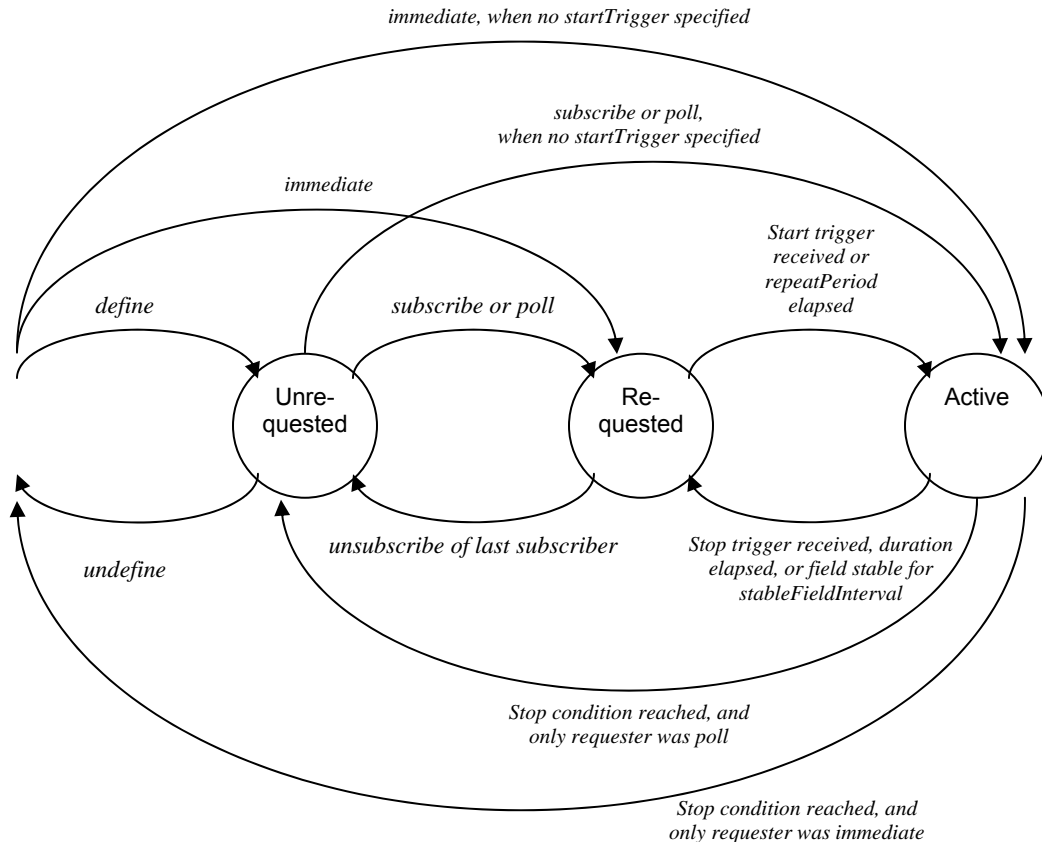 immediate, when no startTrigger specified
subscribe or poll,
when no startTrigger specified
immediate
Start trigger
received or
repeatPeriod
elapsed
define
subscribe or poll
Unre-
quested
Re-
quested
Active
undefine
unsubscribe of last subscriber
Stop trigger received, duration
elapsed, or field stable for
stableFieldInterval
Stop condition reached, and
only requester was poll
Stop condition reached, and
only requester was immediate